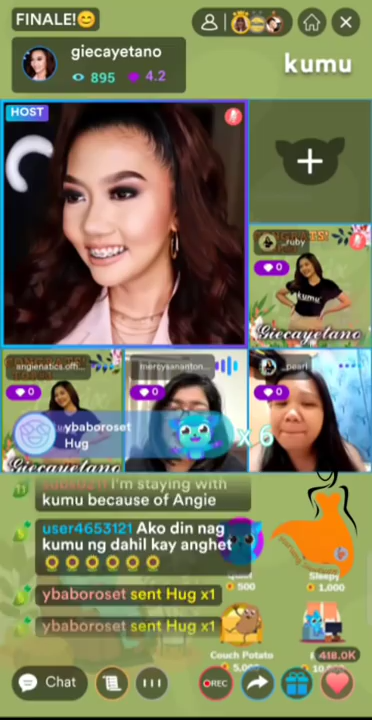 FINALE!😊
giecayetano
895 4.2
kumu
HOST
_ruby
0
kumu
Giecayetano
angienatics.offi...
0
mercysananton...
0
_pearl
0
Giecayetano
ybaboroset
Hug
X 6
I'm staying with
kumu because of Angie
user4653121 Ako din nag
kumu ng dahil kay anghet
🌻🌻🌻🌻🌻🌻
500
Sleepy
1,000
ybaboroset sent Hug x1
ybaboroset sent Hug x1
Couch Potato
418.0K
Chat
REC